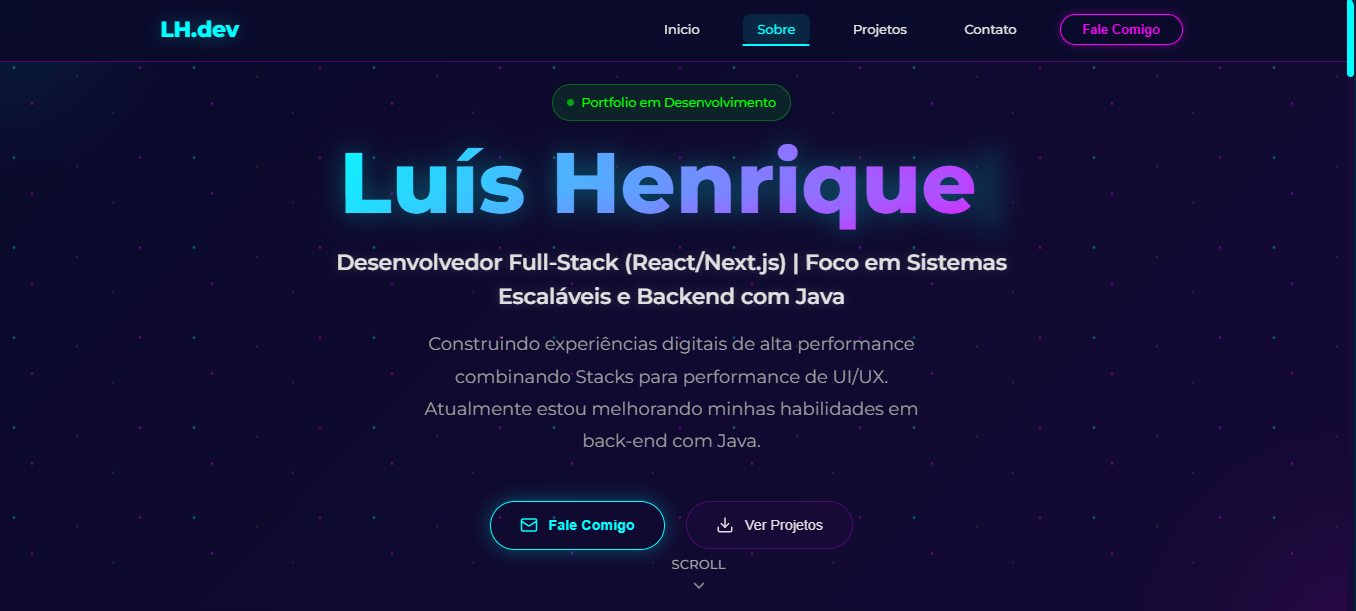 LH.dev
Inicio
Sobre
Projetos
Contato
Fale Comigo
Portfolio em Desenvolvimento
Luís Henrique
Desenvolvedor Full-Stack (React/Next.js) | Foco em Sistemas
Escaláveis e Backend com Java
Construindo experiências digitais de alta performance
combinando Stacks para performance de UI/UX.
Atualmente estou melhorando minhas habilidades em
back-end com Java.
Fale Comigo
Ver Projetos
SCROLL